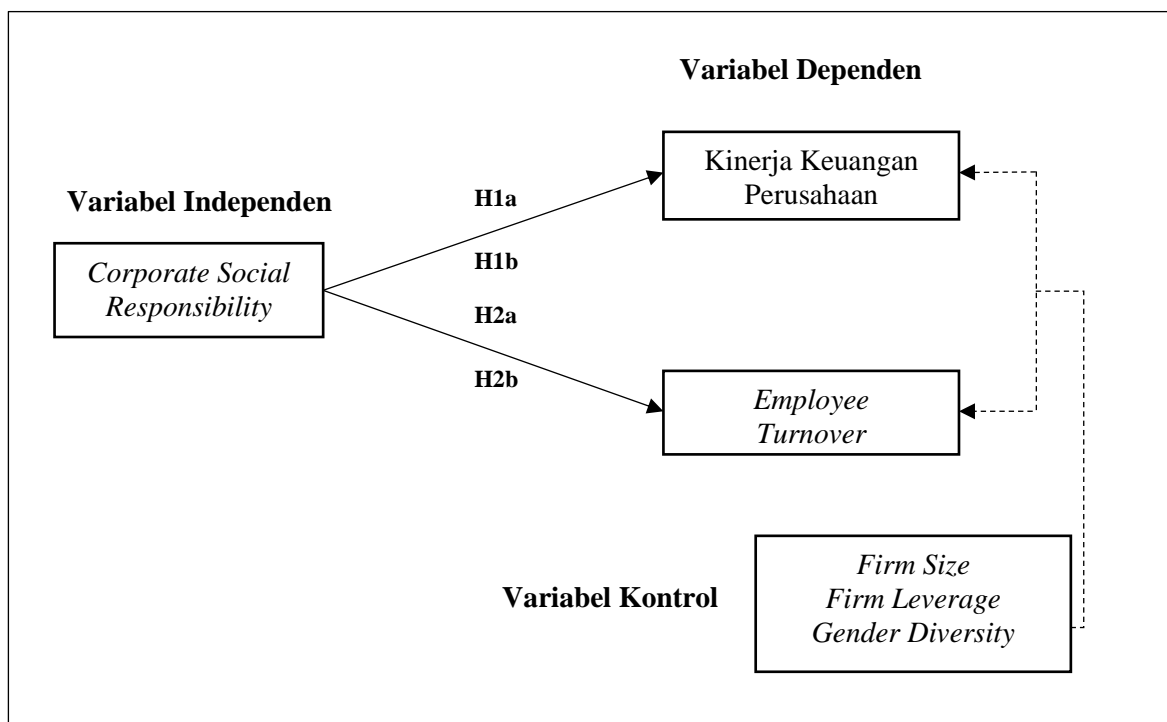 Variabel Dependen
Kinerja Keuangan
Perusahaan
Variabel Independen
Corporate Social
Responsibility
H1a
H1b
H2a
H2b
Employee
Turnover
Variabel Kontrol
Firm Size
Firm Leverage
Gender Diversity